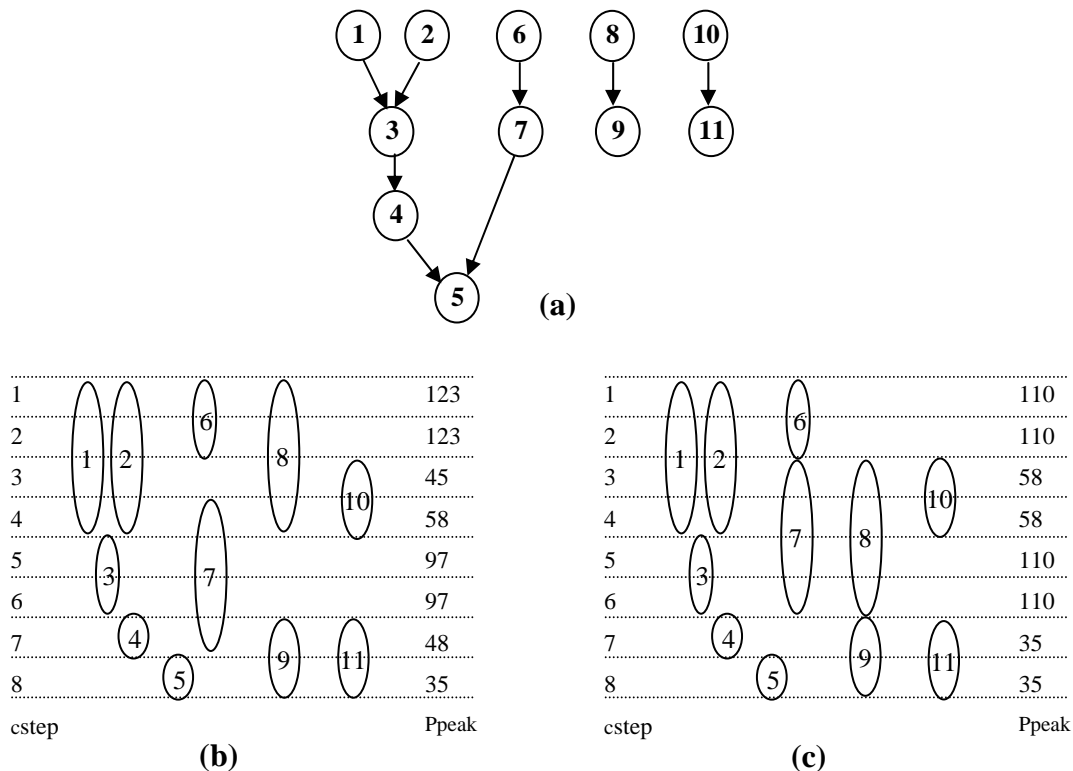 1 2 6 8 10
3 7 9 11
4
5
(a)
1 6 123
2 1 2 8 123
3 10 45
4 58
5 3 7 97
6 97
7 4 9 11 48
8 5 35
cstep Ppeak
(b)
1 6 110
2 1 2 110
3 10 58
4 7 8 58
5 3 110
6 110
7 4 9 11 35
8 5 35
cstep Ppeak
(c)